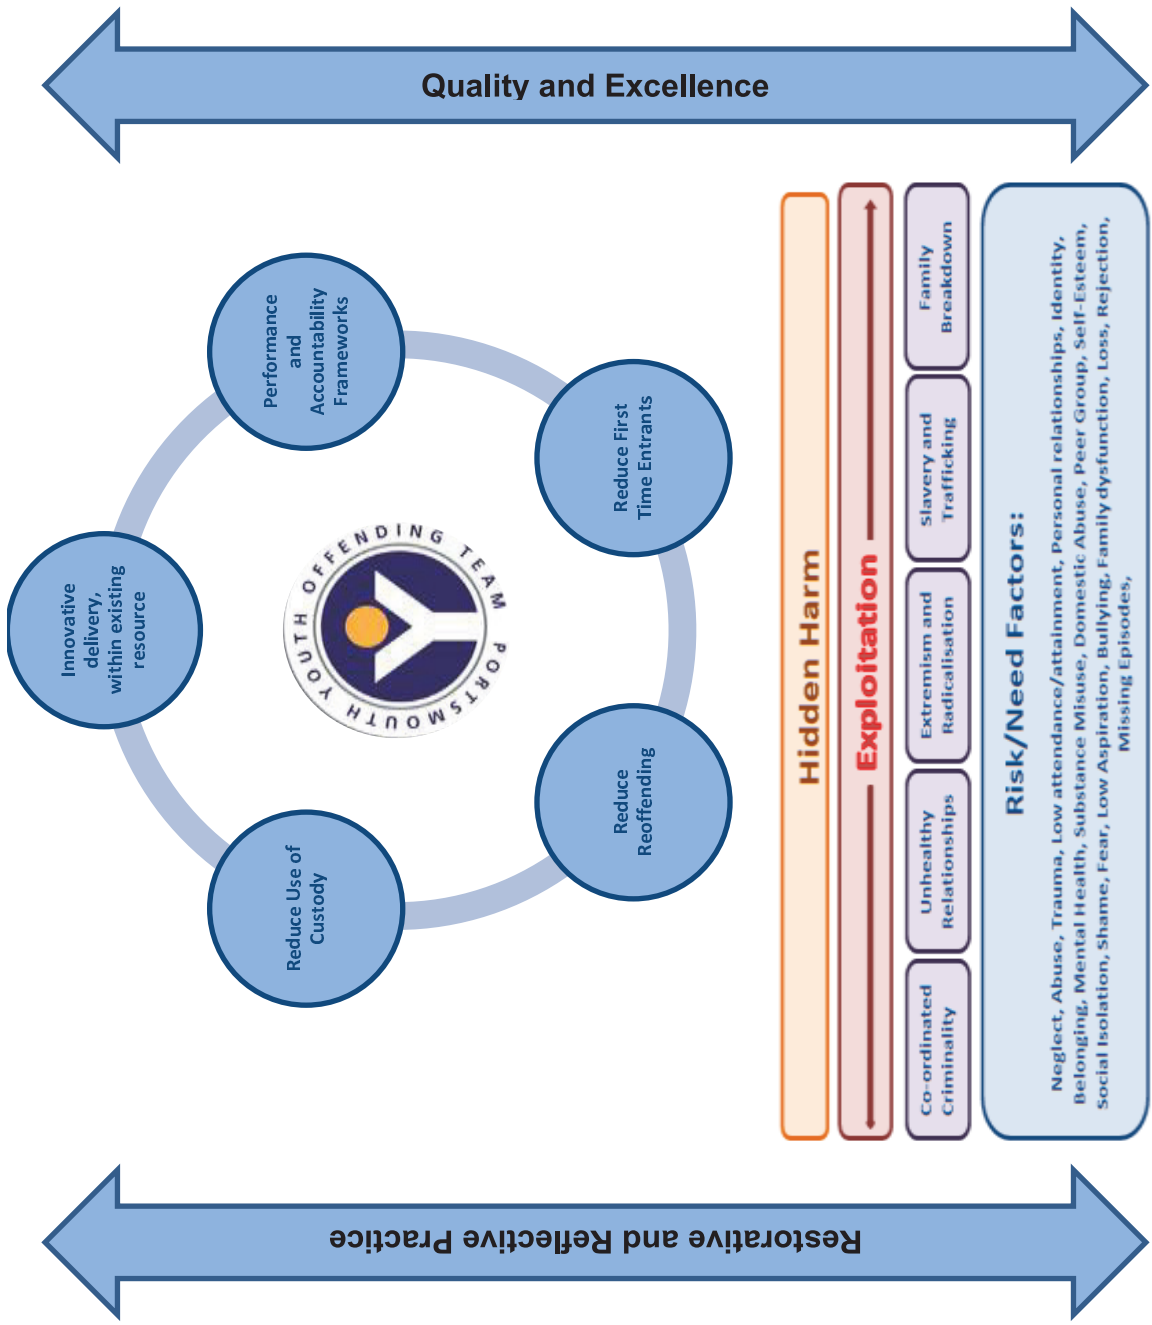 Quality and Excellence
Innovative
delivery,
within existing
resource
Performance
and
Accountability
Frameworks
Reduce First
Time Entrants
Reduce
Reoffending
Reduce Use of
Custody
PORTSMOUTH YOUTH OFFENDING TEAM
Hidden Harm
Exploitation
Co-ordinated
Criminality
Unhealthy
Relationships
Extremism and
Radicalisation
Slavery and
Trafficking
Family
Breakdown
Risk/Need Factors:
Neglect, Abuse, Trauma, Low attendance/attainment, Personal relationships, Identity,
Belonging, Mental Health, Substance Misuse, Domestic Abuse, Peer Group, Self-Esteem,
Social Isolation, Shame, Fear, Low Aspiration, Bullying, Family dysfunction, Loss, Rejection,
Missing Episodes,
Restorative and Reflective Practice